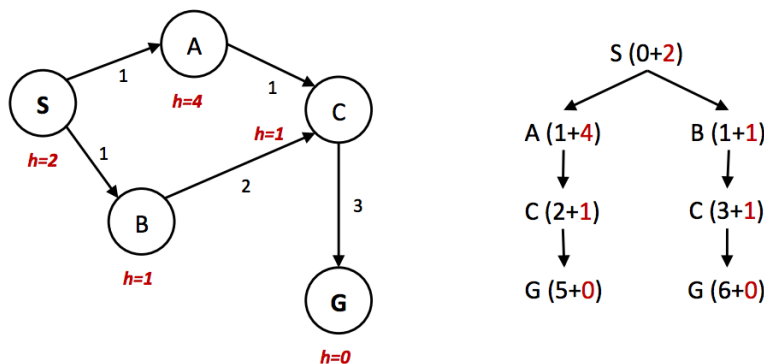 A
S
1
1
h=4
C
h=2
h=1
1
2
B
3
h=1
G
h=0
S (0+2)
A (1+4)
B (1+1)
C (2+1)
C (3+1)
G (5+0)
G (6+0)